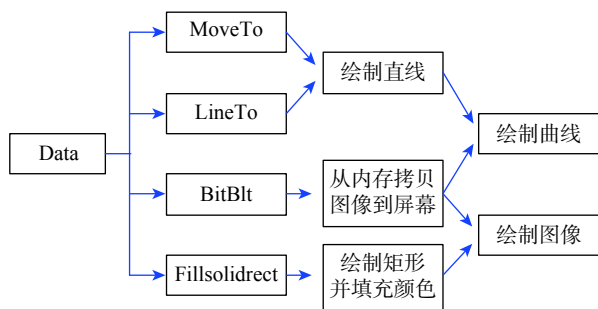 Data
MoveTo
LineTo
BitBlt
Fillsolidrect
绘制直线
从内存拷贝
图像到屏幕
绘制矩形
并填充颜色
绘制曲线
绘制图像